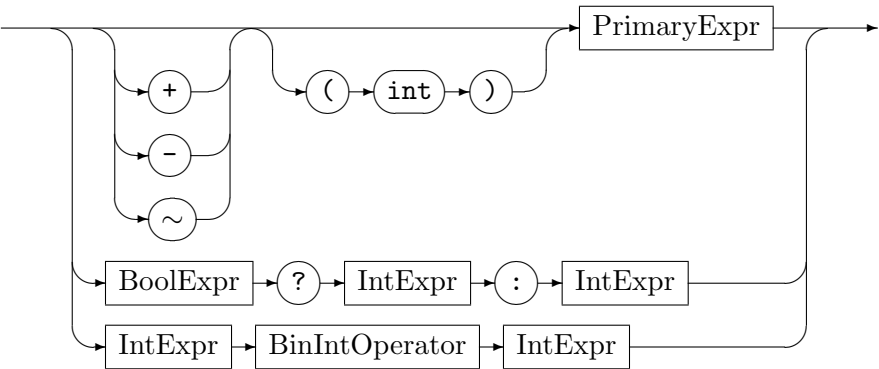 PrimaryExpr
+
( int )
-
~
BoolExpr ? IntExpr : IntExpr
IntExpr BinIntOperator IntExpr